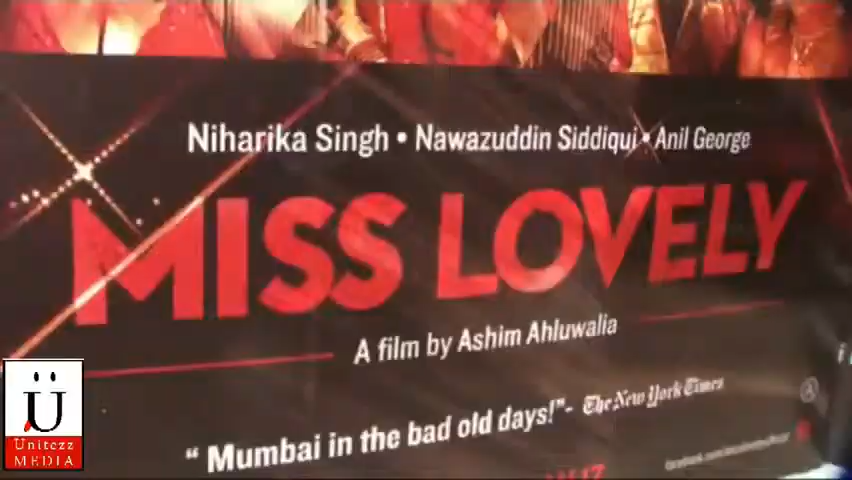 Niharika Singh • Nawazuddin Siddiqui • Anil George
MISS LOVELY
A film by Ashim Ahluwalia
“ Mumbai in the bad old days!”- The New York Times
Ü
Unitezz
MEDIA